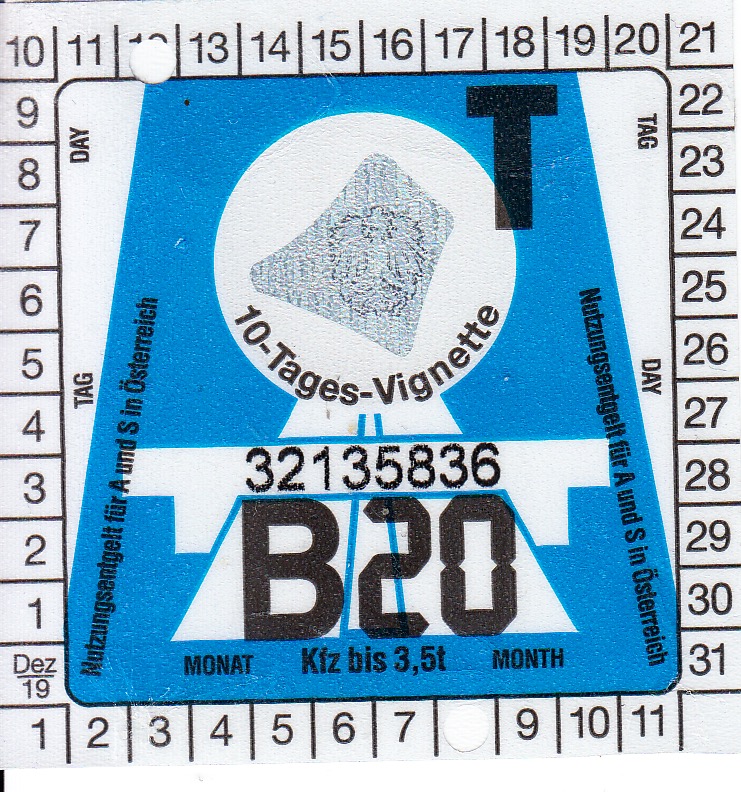 10 11 12 13 14 15 16 17 18 19 20 21
9
8
7
6
5
4
3
2
1
Dez
19
22
23
24
25
26
27
28
29
30
31
DAY
TAG
TAG
DAY
T
10-Tages-Vignette
Nutzungsentgelt für A und S in Österreich
Nutzungsentgelt für A und S in Österreich
32135836
B20
MONAT Kfz bis 3,5t MONTH
1 2 3 4 5 6 7 9 10 11